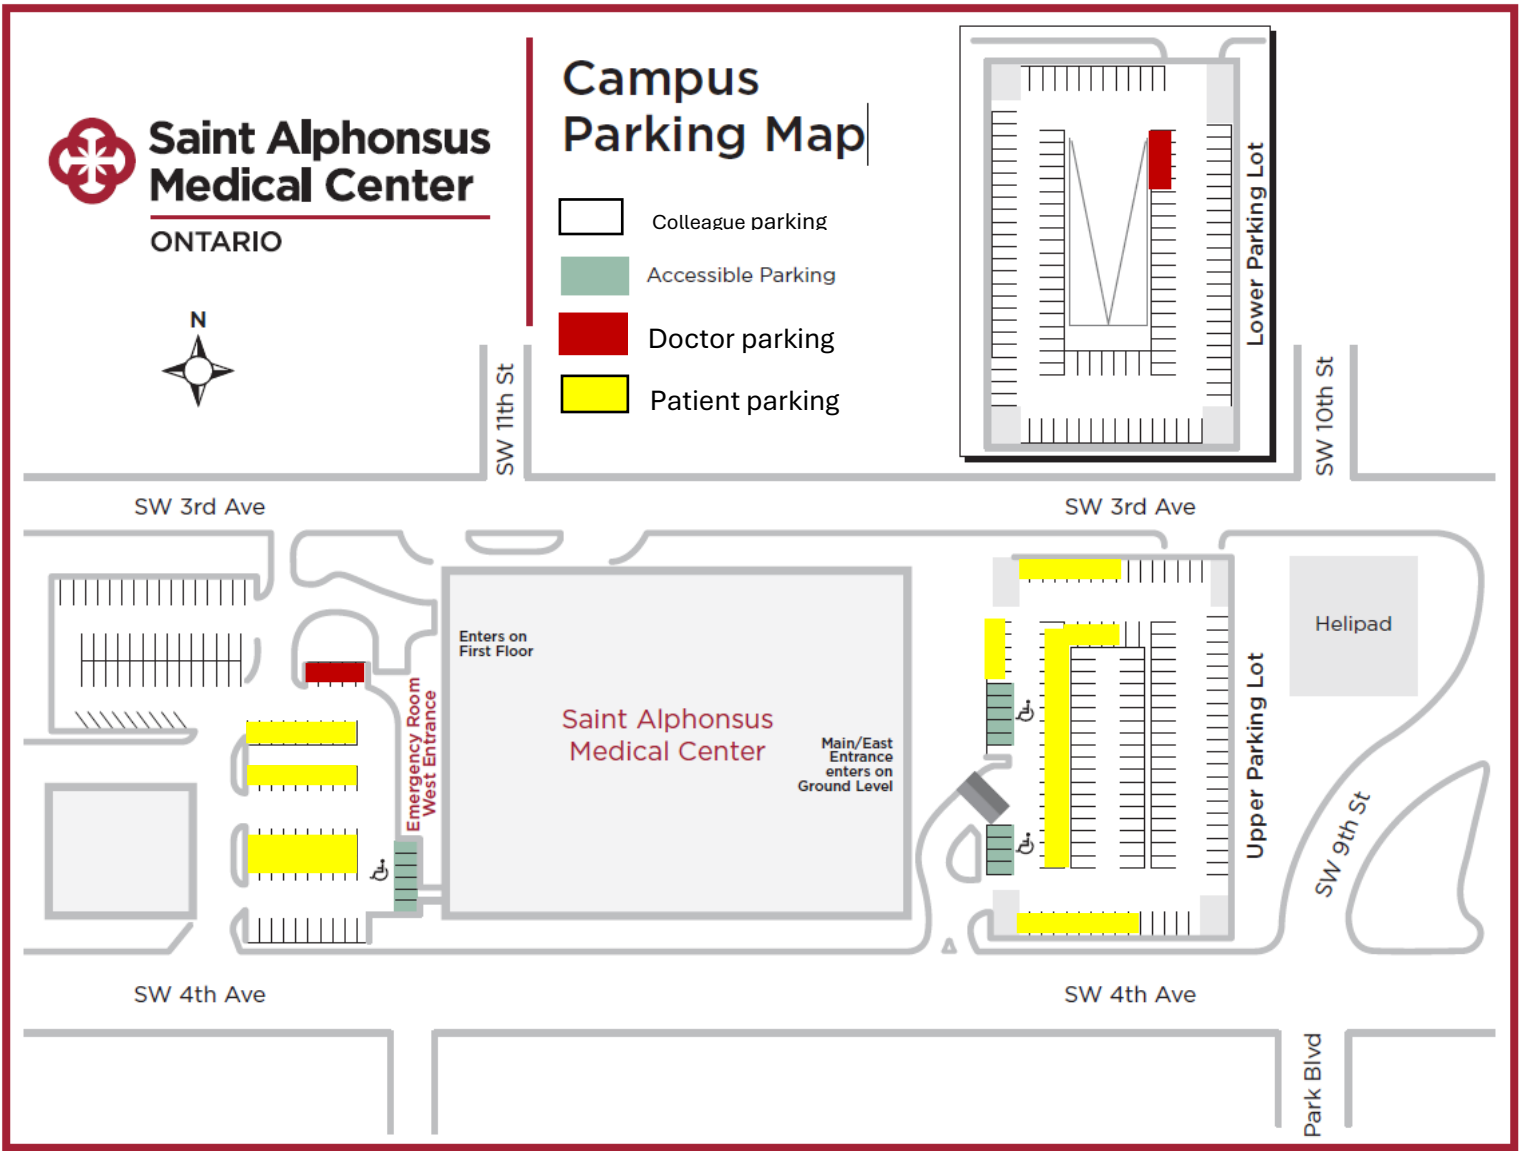 Saint Alphonsus
Medical Center
ONTARIO
N
Campus
Parking Map
Colleague parking
Accessible Parking
Doctor parking
Patient parking
Lower Parking Lot
SW 11th St
SW 10th St
SW 3rd Ave
SW 3rd Ave
Enters on
First Floor
Emergency Room
West Entrance
Saint Alphonsus
Medical Center
Main/East
Entrance
enters on
Ground Level
Upper Parking Lot
Helipad
SW 9th St
SW 4th Ave
SW 4th Ave
Park Blvd